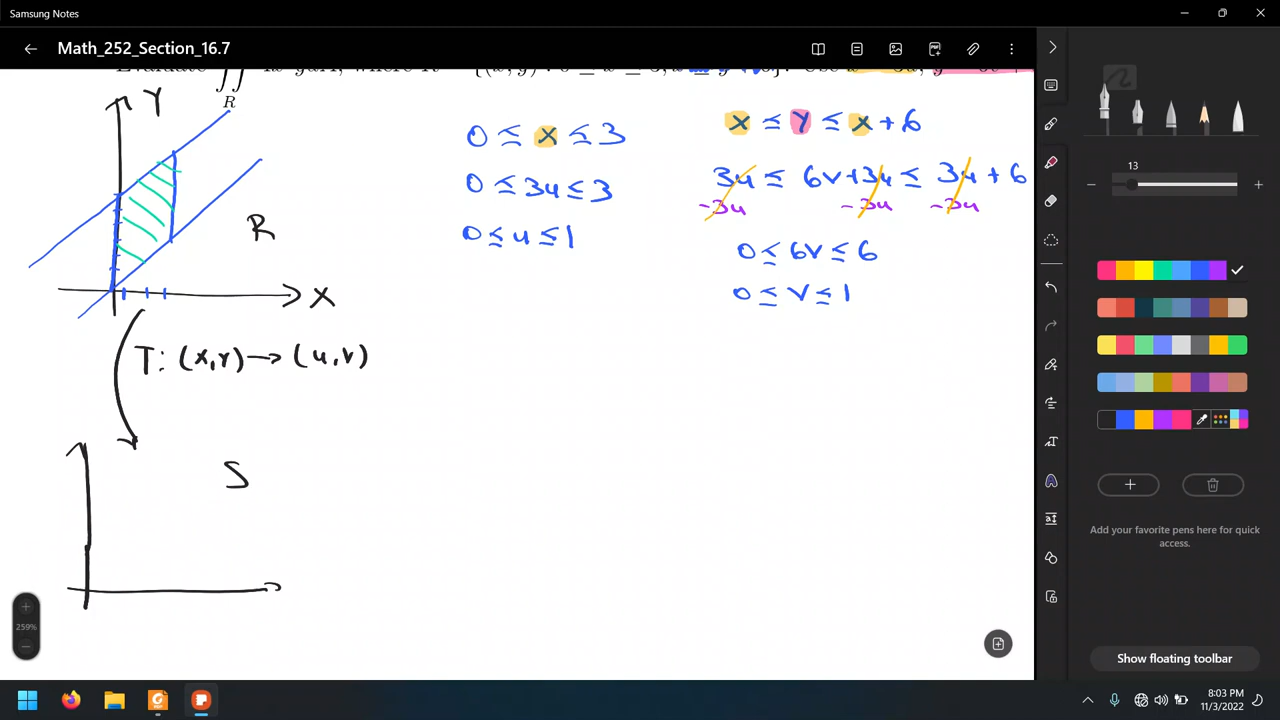 Samsung Notes
Math_252_Section_16.7
R
Y
0 ≤ x ≤ 3
0 ≤ 3u ≤ 3
0 ≤ u ≤ 1
x ≤ y ≤ x + 6
3u ≤ 6v + 3u ≤ 3u + 6
-3u -3u -3u
0 ≤ 6v ≤ 6
0 ≤ v ≤ 1
R
X
T: (x,y) → (u,v)
S
13
Add your favorite pens here for quick
access.
259%
Show floating toolbar
8:03 PM
11/3/2022